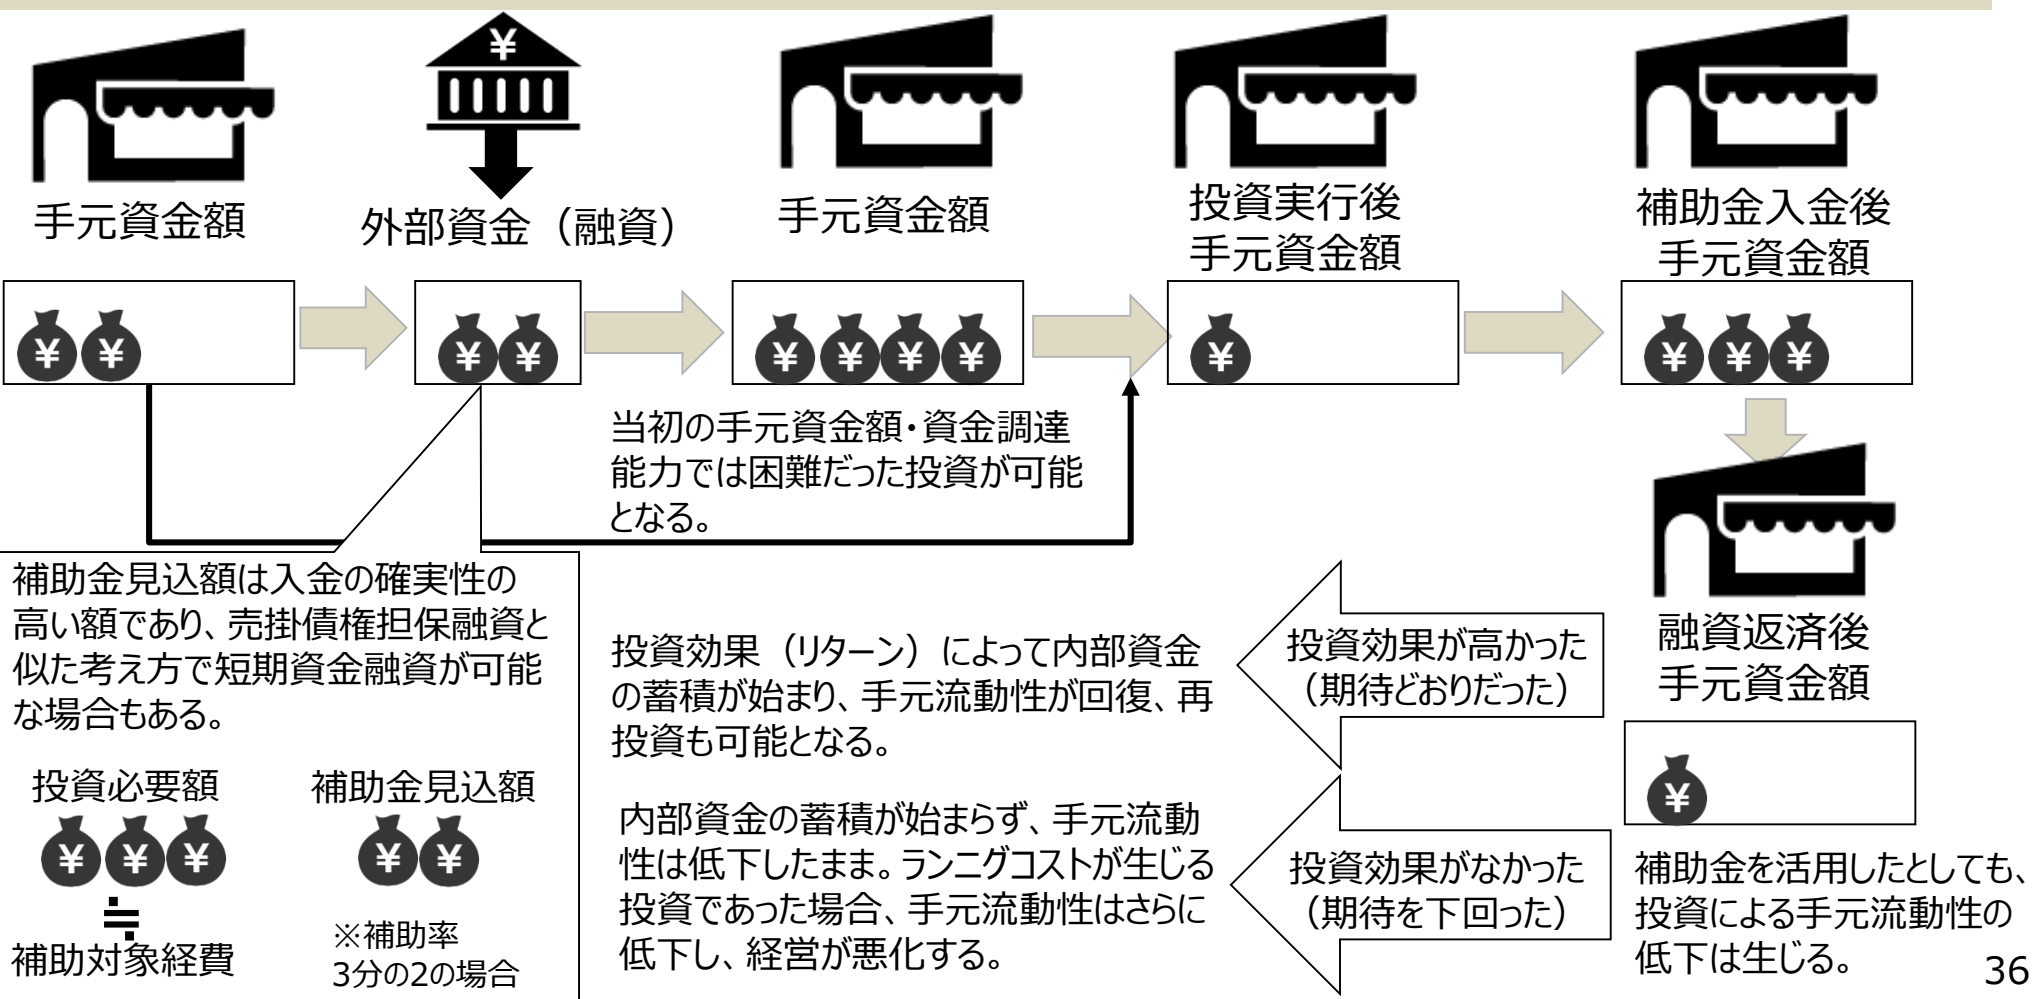 ¥
手元資金額
外部資金（融資）
手元資金額
投資実行後
手元資金額
補助金入金後
手元資金額
¥ ¥
¥ ¥
¥ ¥ ¥ ¥
¥
¥ ¥ ¥
当初の手元資金額・資金調達
能力では困難だった投資が可能
となる。
補助金見込額は入金の確実性の
高い額であり、売掛債権担保融資と
似た考え方で短期資金融資が可能
な場合もある。
投資必要額
¥ ¥ ¥
≒
補助対象経費
補助金見込額
¥ ¥
※補助率
3分の2の場合
融資返済後
手元資金額
¥
投資効果が高かった
（期待どおりだった）
投資効果（リターン）によって内部資金
の蓄積が始まり、手元流動性が回復、再
投資も可能となる。
投資効果がなかった
（期待を下回った）
内部資金の蓄積が始まらず、手元流動
性は低下したまま。ランニグコストが生じる
投資であった場合、手元流動性はさらに
低下し、経営が悪化する。
補助金を活用したとしても、
投資による手元流動性の
低下は生じる。
36